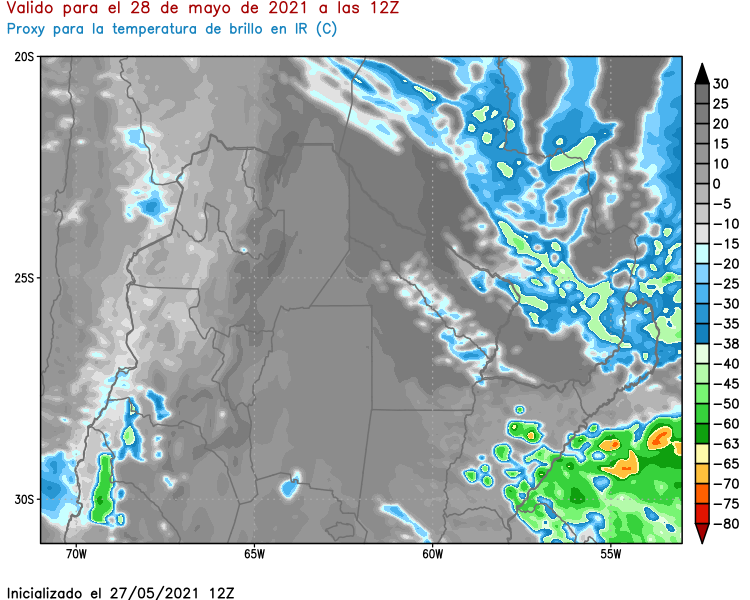 Valido para el 28 de mayo de 2021 a las 12Z
Proxy para la temperatura de brillo en IR (C)
20S
25S
30S
70W
65W
60W
55W
30
25
20
15
10
0
−5
−10
−15
−20
−25
−30
−35
−38
−40
−45
−50
−60
−63
−65
−70
−75
−80
Inicializado el 27/05/2021 12Z